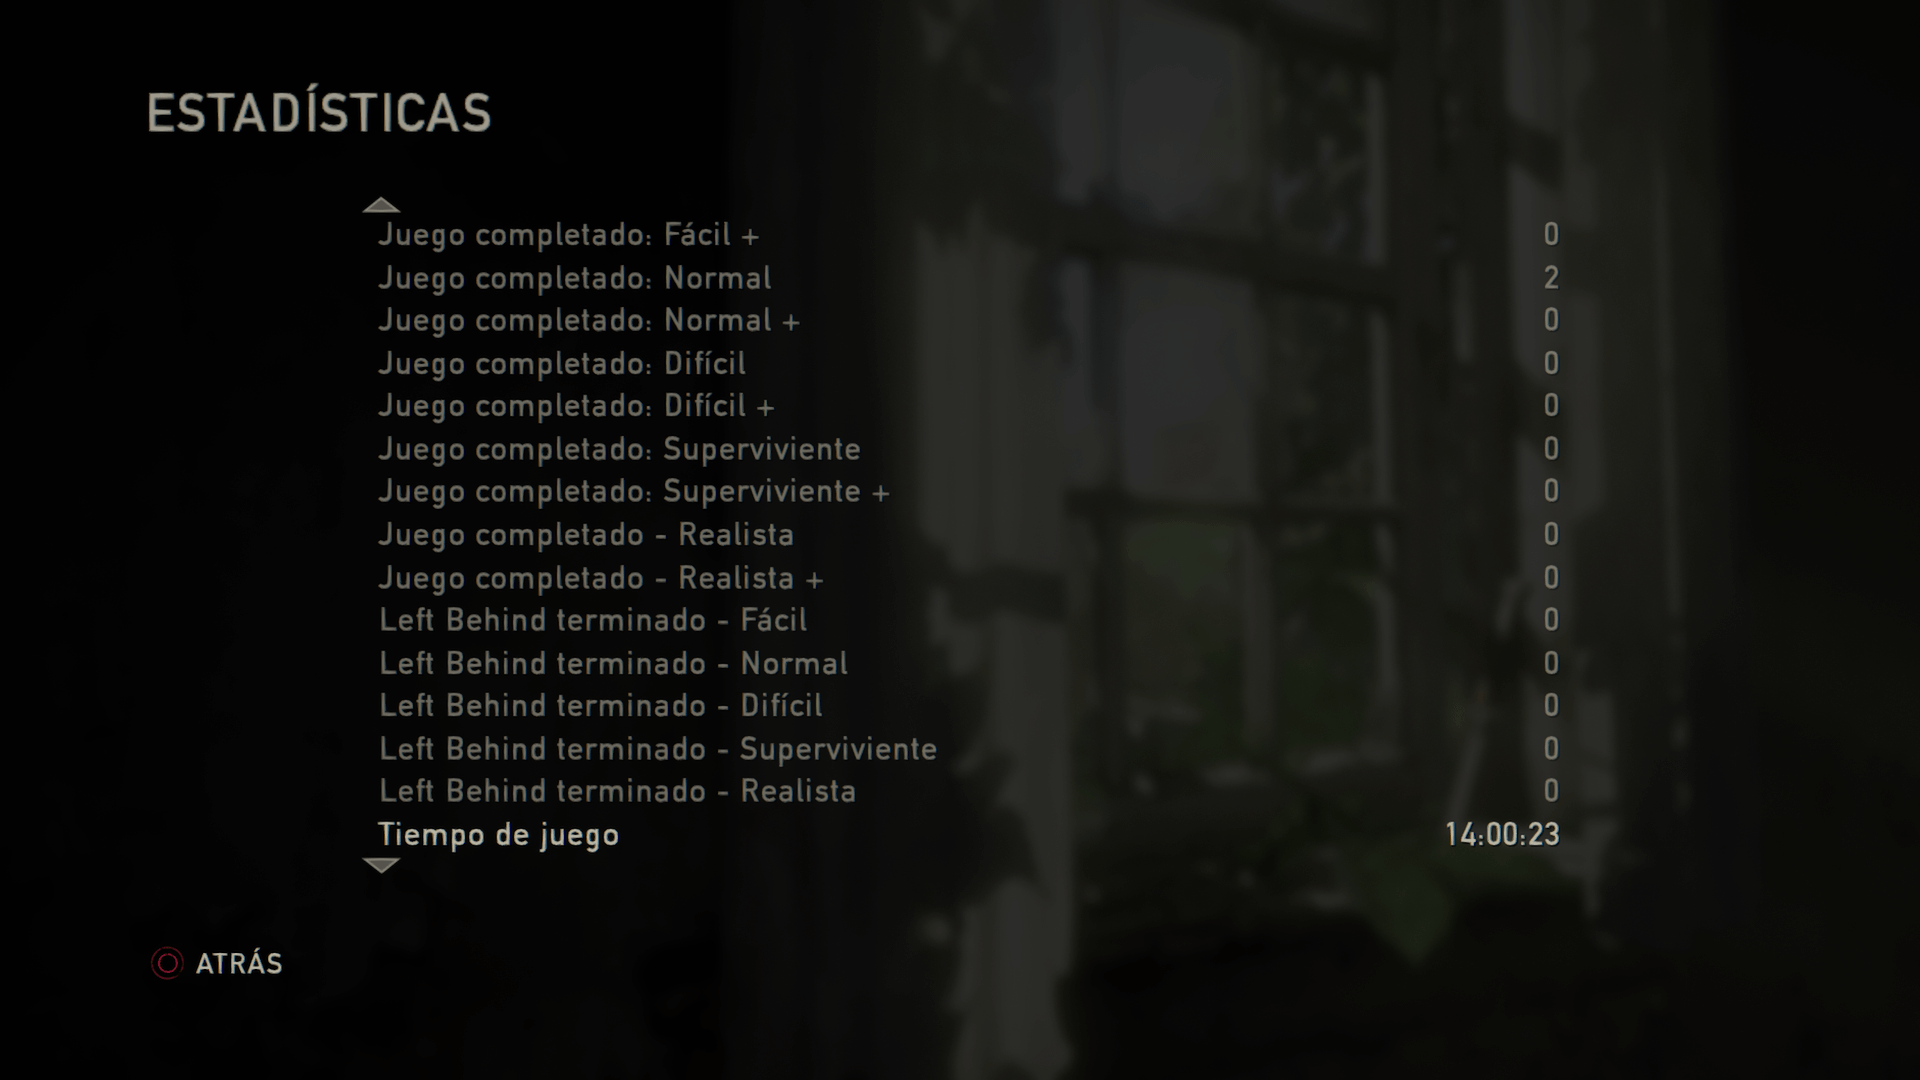 ESTADÍSTICAS
Juego completado: Fácil + 0
Juego completado: Normal 2
Juego completado: Normal + 0
Juego completado: Difícil 0
Juego completado: Difícil + 0
Juego completado: Superviviente 0
Juego completado: Superviviente + 0
Juego completado - Realista 0
Juego completado - Realista + 0
Left Behind terminado - Fácil 0
Left Behind terminado - Normal 0
Left Behind terminado - Difícil 0
Left Behind terminado - Superviviente 0
Left Behind terminado - Realista 0
Tiempo de juego 14:00:23
ATRÁS